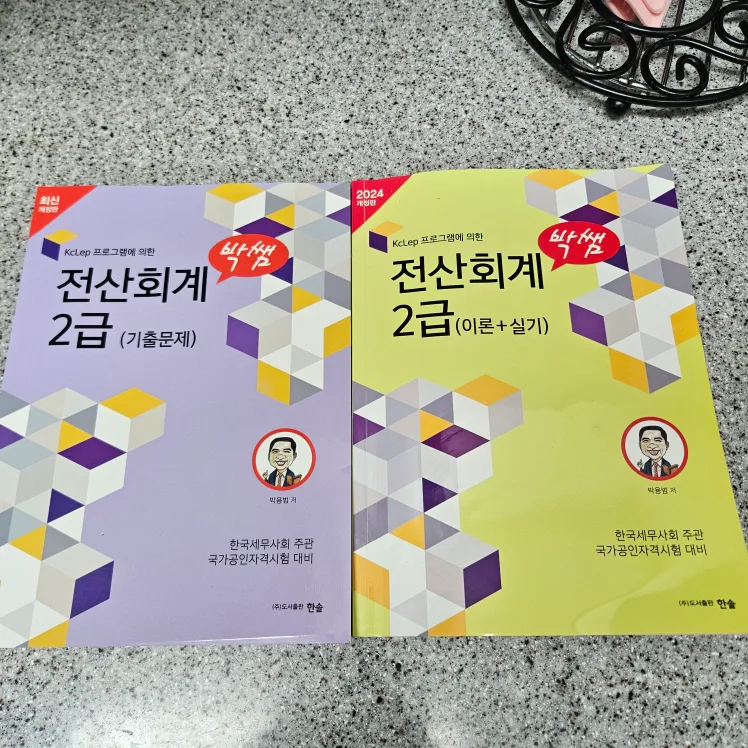 최신
개정판
KcLep 프로그램에 의한
박쌤
전산회계
2급 (기출문제)
박용범 저
한국세무사회 주관
국가공인자격시험 대비
(주)도서출판 한솔
2024
개정판
KcLep 프로그램에 의한
박쌤
전산회계
2급(이론+실기)
박용범 저
한국세무사회 주관
국가공인자격시험 대비
(주)도서출판 한솔